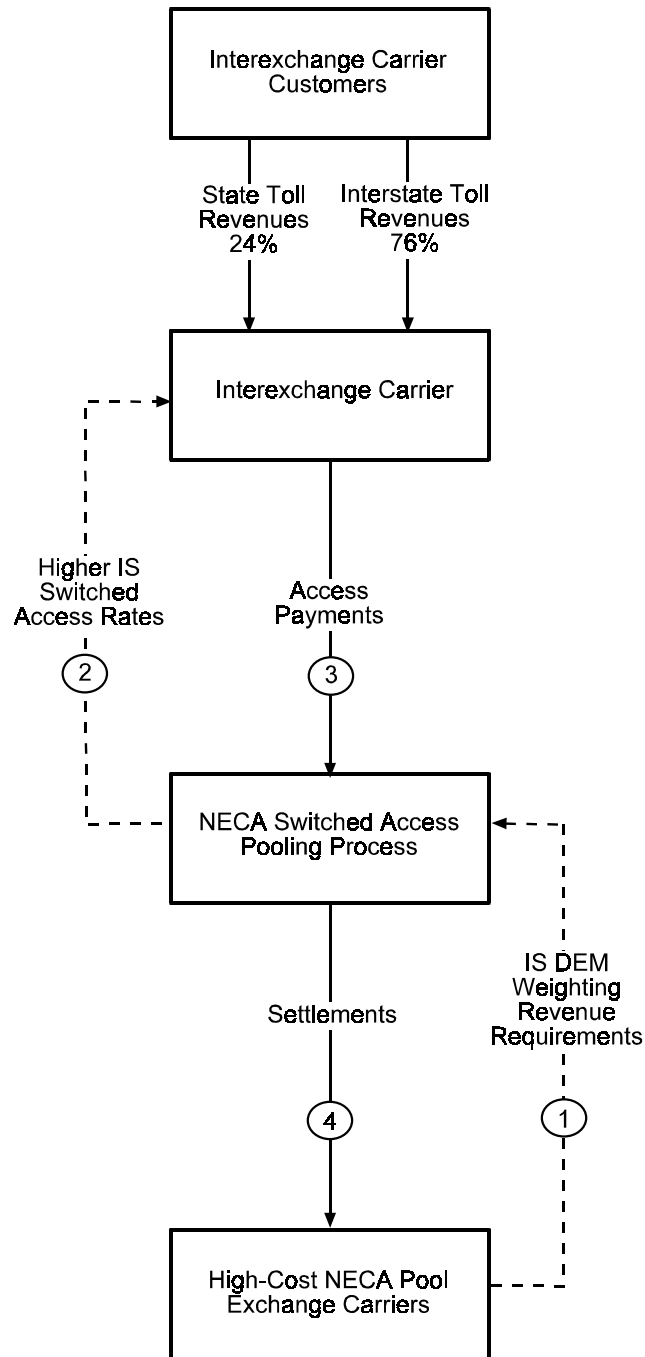 Interexchange Carrier
Customers
State Toll
Revenues
24%
Interstate Toll
Revenues
76%
Interexchange Carrier
Higher IS
Switched
Access Rates
2
Access
Payments
3
NECA Switched Access
Pooling Process
IS DEM
Weighting
Revenue
Requirements
1
Settlements
4
High-Cost NECA Pool
Exchange Carriers